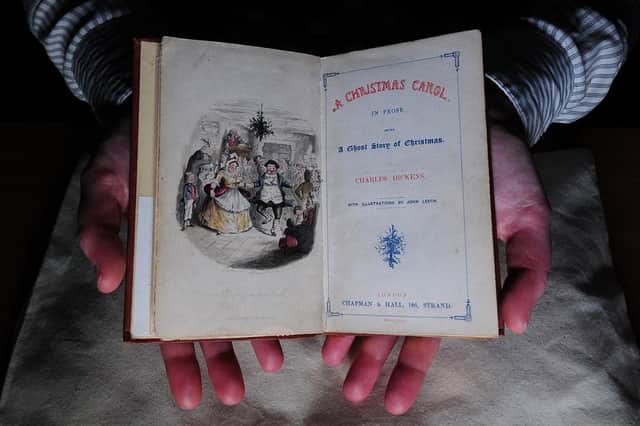 A CHRISTMAS CAROL.
IN PROSE.
BEING
A Ghost Story of Christmas.
CHARLES DICKENS.
WITH ILLUSTRATIONS BY JOHN LEECH.
LONDON
CHAPMAN & HALL, 186, STRAND.